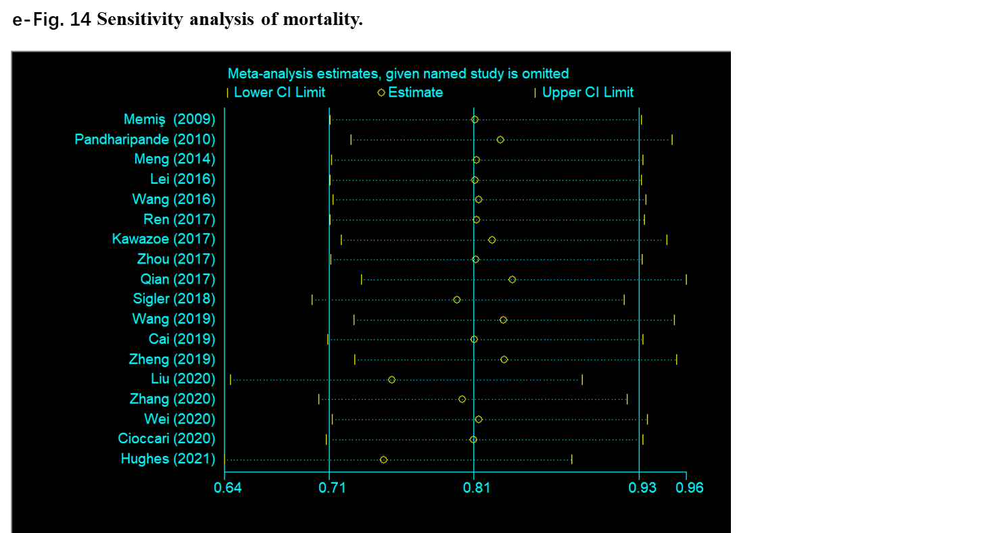 e-Fig. 14 Sensitivity analysis of mortality.
Meta-analysis estimates, given named study is omitted
| Lower CI Limit ○ Estimate | Upper CI Limit
Memiş (2009)
Pandharipande (2010)
Meng (2014)
Lei (2016)
Wang (2016)
Ren (2017)
Kawazoe (2017)
Zhou (2017)
Qian (2017)
Sigler (2018)
Wang (2019)
Cai (2019)
Zheng (2019)
Liu (2020)
Zhang (2020)
Wei (2020)
Cioccari (2020)
Hughes (2021)
0.64 0.71 0.81 0.93 0.96